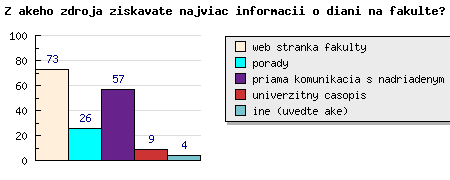 Z akeho zdroja ziskavate najviac informacii o diani na fakulte?
100
80
60
40
20
0
73
26
57
9
4
web stranka fakulty
porady
priama komunikacia s nadriadenym
univerzitny casopis
ine (uvedte ake)